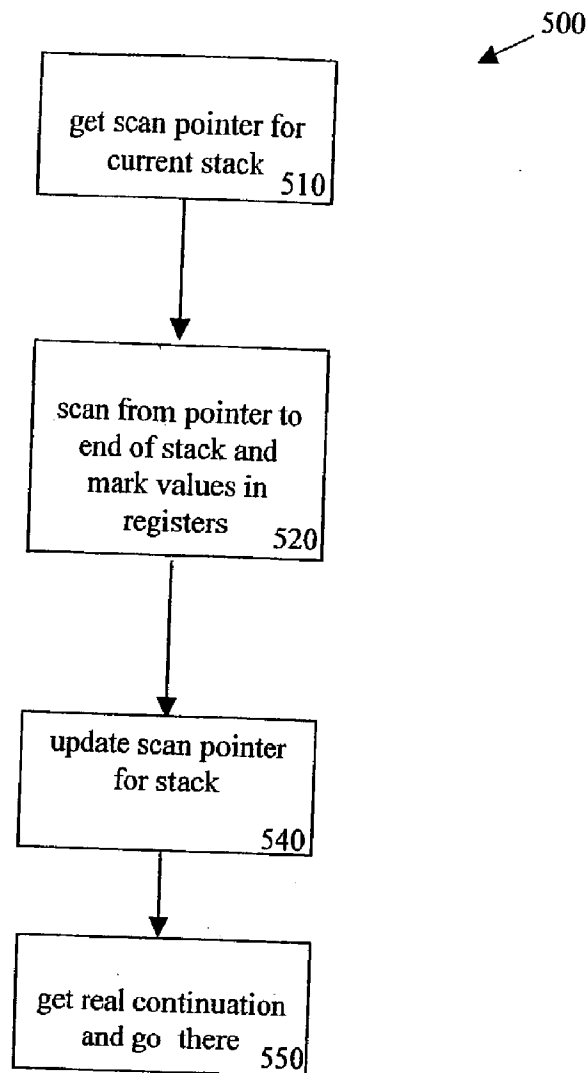 500
get scan pointer for
current stack
510
scan from pointer to
end of stack and
mark values in
registers
520
update scan pointer
for stack
540
get real continuation
and go there
550